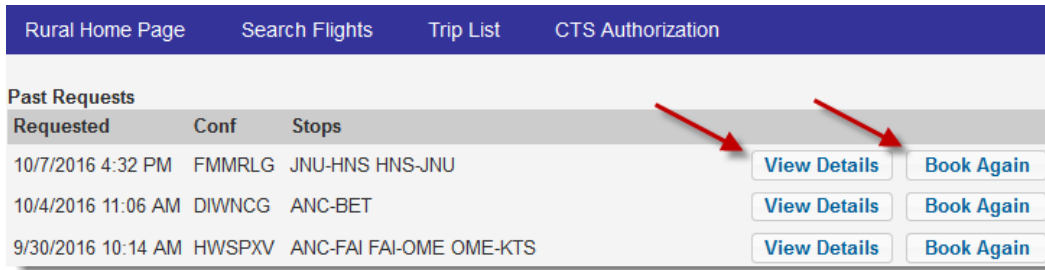 Rural Home Page Search Flights Trip List CTS Authorization
Past Requests
Requested Conf Stops
10/7/2016 4:32 PM FMMRLG JNU-HNS HNS-JNU View Details Book Again
10/4/2016 11:06 AM DIWNCG ANC-BET View Details Book Again
9/30/2016 10:14 AM HWSPXV ANC-FAI FAI-OME OME-KTS View Details Book Again